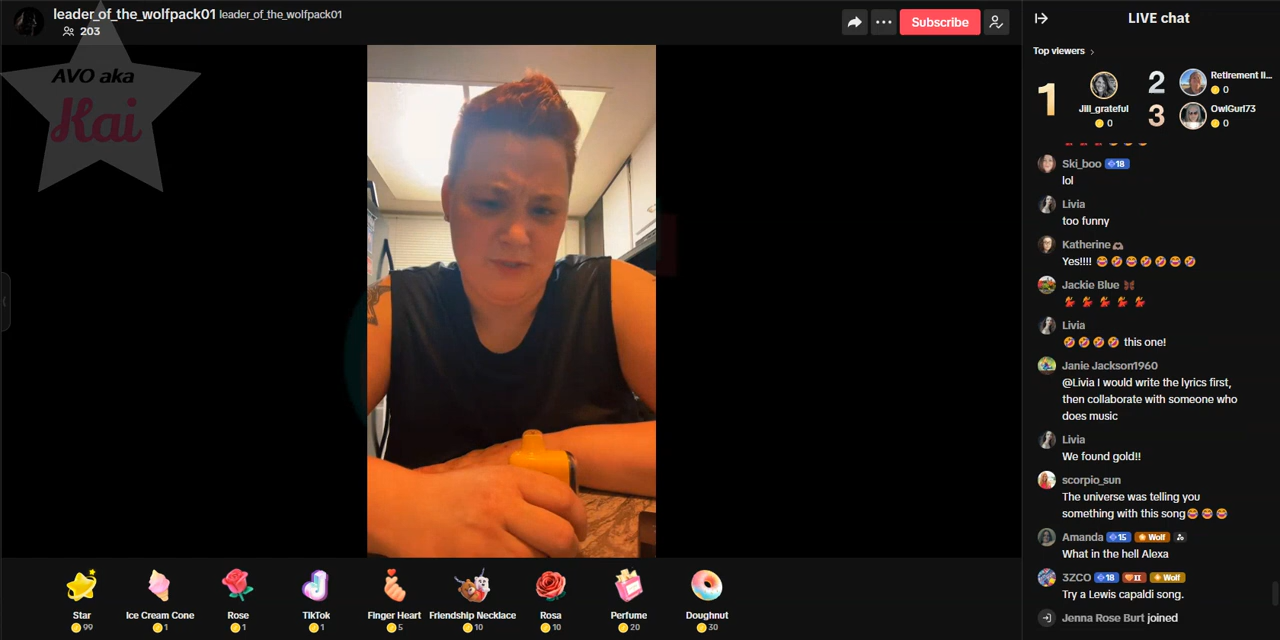 leader_of_the_wolfpack01 leader_of_the_wolfpack01
203
Subscribe
AVO aka
Kai
LIVE chat
Top viewers
1
Jill_grateful
0
2
Retirement li...
0
3
OwlGurl73
0
Ski_boo 18
lol
Livia
too funny
Katherine
Yes!!!! 😂🤣😂🤣🤣😂🤣
Jackie Blue
💃💃💃💃💃
Livia
🤣🤣🤣🤣 this one!
Janie Jackson1960
@Livia I would write the lyrics first,
then collaborate with someone who
does music
Livia
We found gold!!
scorpio_sun
The universe was telling you
something with this song😂😂😂
Amanda 15 Wolf
What in the hell Alexa
3ZCO 18 II Wolf
Try a Lewis capaldi song.
Jenna Rose Burt joined
Star
99
Ice Cream Cone
1
Rose
1
TikTok
1
Finger Heart
5
Friendship Necklace
10
Rosa
10
Perfume
20
Doughnut
30